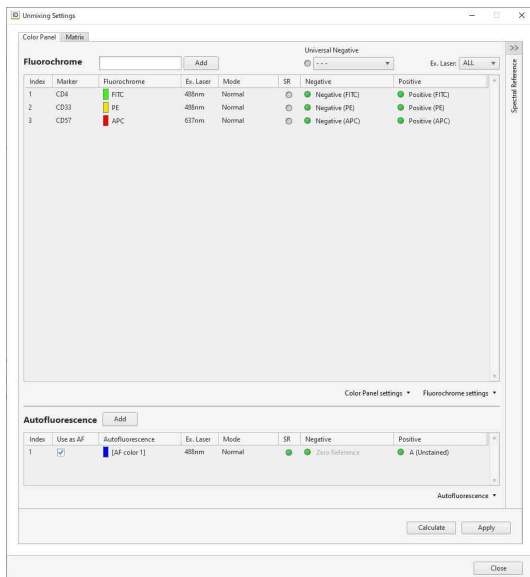 Unmixing Settings
Color Panel Matrix
Universal Negative
Fluorochrome Add --- Ex. Laser: ALL
>>
Spectral Reference
Index Marker Fluorochrome Ex. Laser Mode SR Negative Positive
1 CD4 FITC 488nm Normal Negative (FITC) Positive (FITC)
2 CD33 PE 488nm Normal Negative (PE) Positive (PE)
3 CD57 APC 637nm Normal Negative (APC) Positive (APC)
Color Panel settings Fluorochrome settings
Autofluorescence Add
Index Use as AF Autofluorescence Ex. Laser Mode SR Negative Positive
1 [AF color 1] 488nm Normal Zero Reference A (Unstained)
Autofluorescence
Calculate Apply
Close